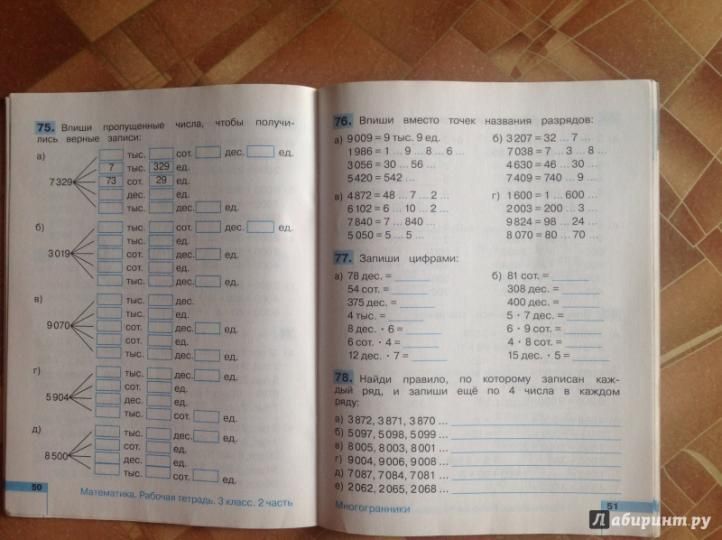 75. Впиши пропущенные числа, чтобы получи-
лись верные записи:
а)
тыс. сот. дес. ед.
7 тыс. 329 ед.
7 329 73 сот. 29 ед.
дес. ед.
тыс. дес. ед.
б)
тыс. сот. дес. ед.
тыс. ед.
3 019 сот. дес. ед.
сот. ед.
тыс. дес. ед.
в)
тыс. дес.
тыс. ед.
9 070 сот. ед.
сот. ед.
тыс. дес. ед.
г)
тыс. дес. ед.
сот. ед.
5 904 дес. ед.
тыс. ед.
тыс. сот. ед.
д)
тыс. дес. ед.
сот. ед.
8 500 дес. ед.
тыс. ед.
тыс. сот. ед.
50
Математика. Рабочая тетрадь. 3 класс. 2 часть
76. Впиши вместо точек названия разрядов:
а) 9 009 = 9 тыс. 9 ед.
1 986 = 1 ... 9 ... 8 ... 6 ...
3 056 = 30 ... 56 ...
5 420 = 542 ...
б) 3 207 = 32 ... 7 ...
7 038 = 7 ... 3 ... 8 ...
4 630 = 46 ... 30 ...
7 409 = 740 ... 9 ...
в) 4 872 = 48 ... 7 ... 2 ...
6 102 = 6 ... 10 ... 2 ...
7 840 = 7 ... 840 ...
5 050 = 5 ... 5 ...
г) 1 600 = 1 ... 600 ...
2 003 = 200 ... 3 ...
9 824 = 98 ... 24 ...
8 070 = 80 ... 70 ...
77. Запиши цифрами:
а) 78 дес. =
54 сот. =
375 дес. =
4 тыс. =
8 дес. · 6 =
6 сот. · 4 =
12 дес. · 7 =
б) 81 сот. =
308 дес. =
400 дес. =
5 · 7 дес. =
6 · 9 сот. =
4 · 8 сот. =
15 дес. · 5 =
78. Найди правило, по которому записан каж-
дый ряд, и запиши ещё по 4 числа в каждом
ряду:
а) 3 872, 3 871, 3 870 ...
б) 5 097, 5 098, 5 099 ...
в) 8 005, 8 003, 8 001 ...
г) 9 004, 9 006, 9 008 ...
д) 7 087, 7 084, 7 081 ...
е) 2 062, 2 065, 2 068 ...
Многогранники
51
Лабиринт.ру